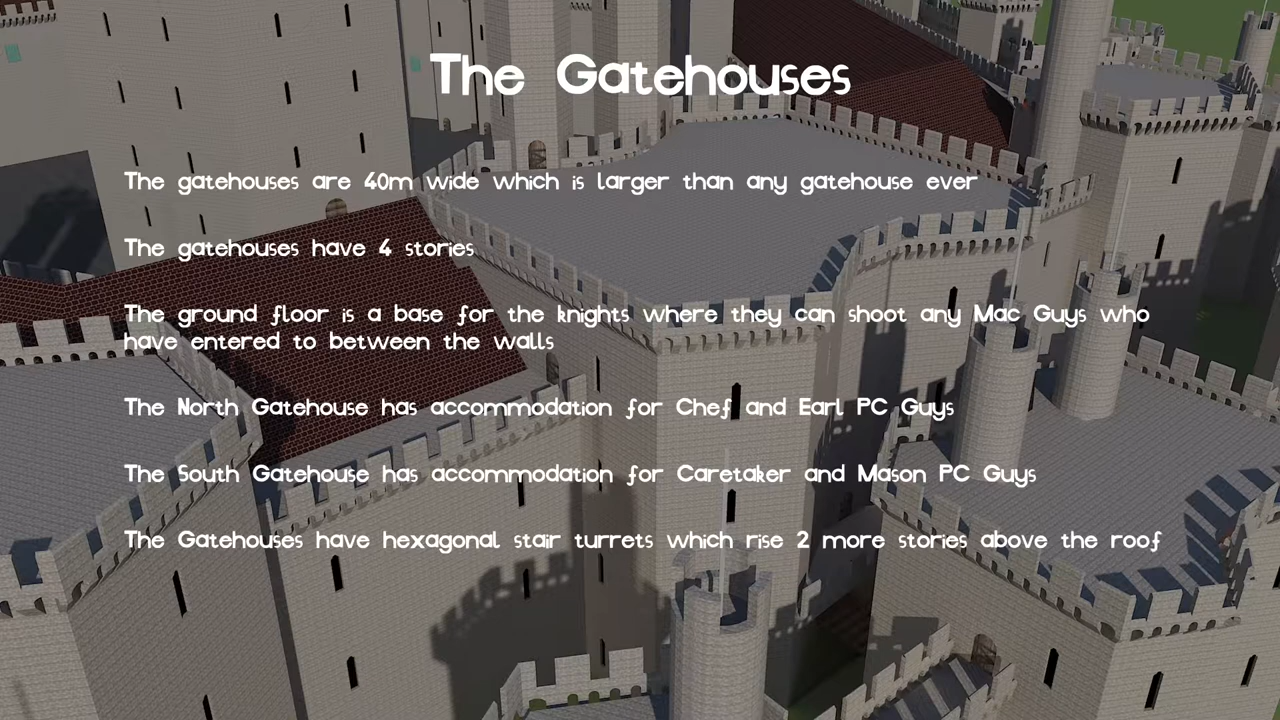 The Gatehouses
The gatehouses are 40m wide which is larger than any gatehouse ever
The gatehouses have 4 stories
The ground floor is a base for the knights where they can shoot any Mac Guys who
have entered to between the walls
The North Gatehouse has accommodation for Chef and Earl PC Guys
The South Gatehouse has accommodation for Caretaker and Mason PC Guys
The Gatehouses have hexagonal stair turrets which rise 2 more stories above the roof